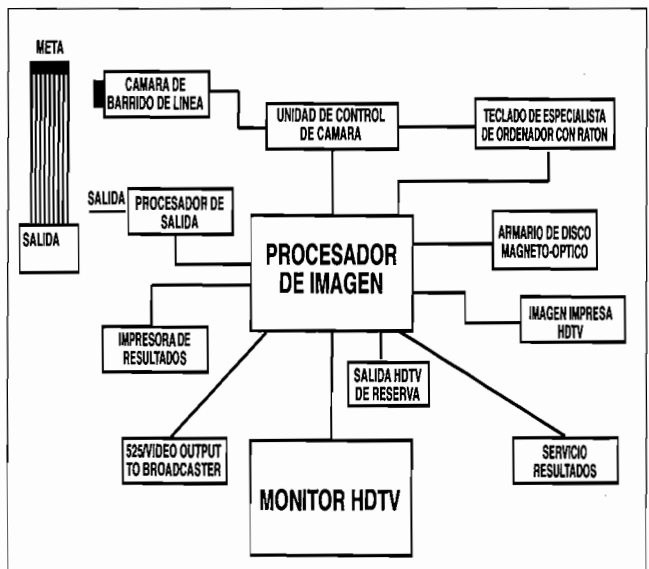 META
CAMARA DE
BARRIDO DE LINEA
UNIDAD DE CONTROL
DE CAMARA
TECLADO DE ESPECIALISTA
DE ORDENADOR CON RATON
SALIDA
PROCESADOR DE
SALIDA
SALIDA
PROCESADOR
DE IMAGEN
ARMARIO DE DISCO
MAGNETO-OPTICO
IMPRESORA DE
RESULTADOS
IMAGEN IMPRESA
HDTV
SALIDA HDTV
DE RESERVA
525/VIDEO OUTPUT
TO BROADCASTER
MONITOR HDTV
SERVICIO
RESULTADOS